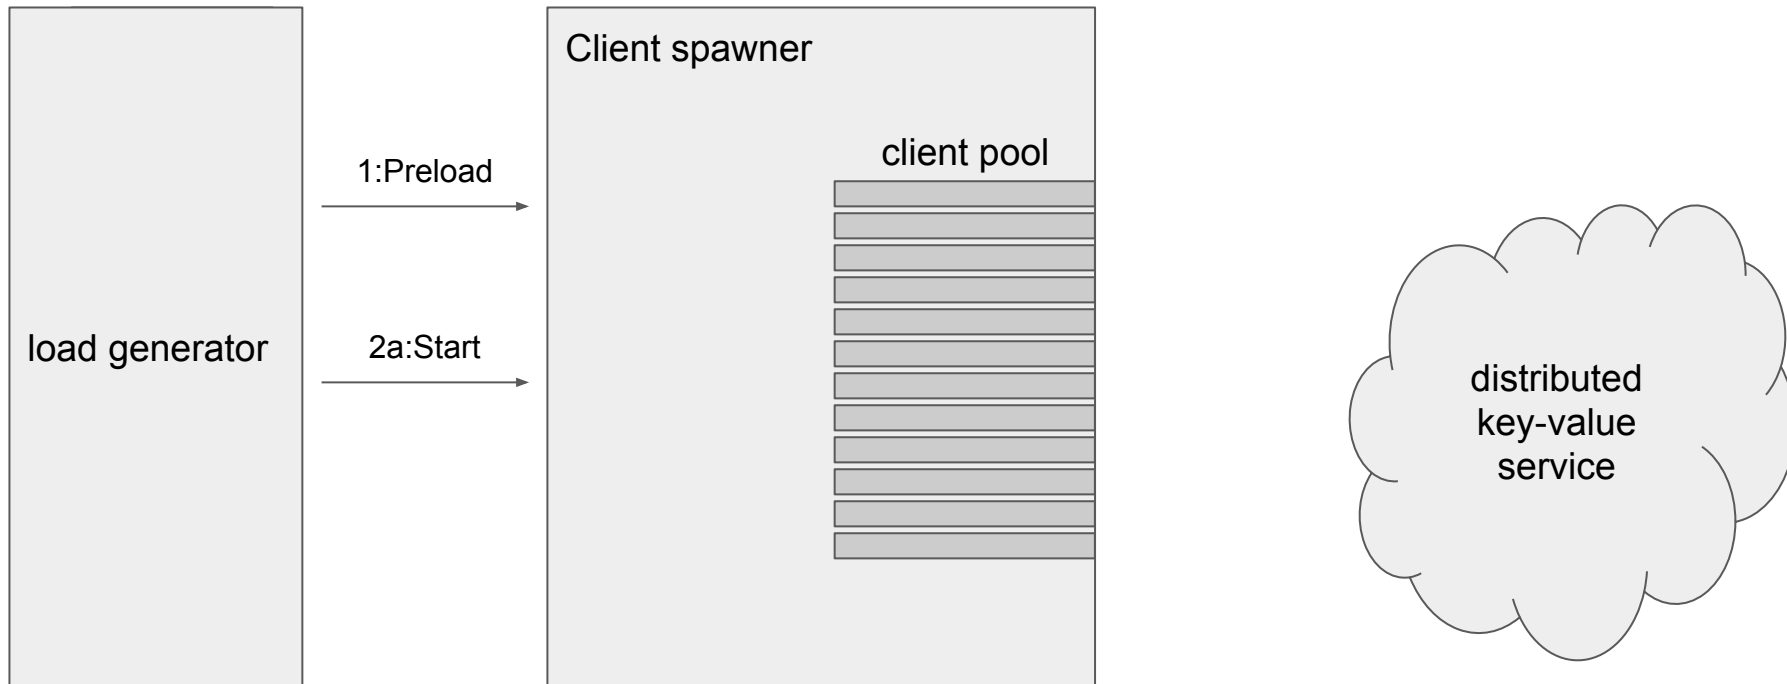 Client spawner
client pool
1:Preload
load generator
2a:Start
distributed
key-value
service